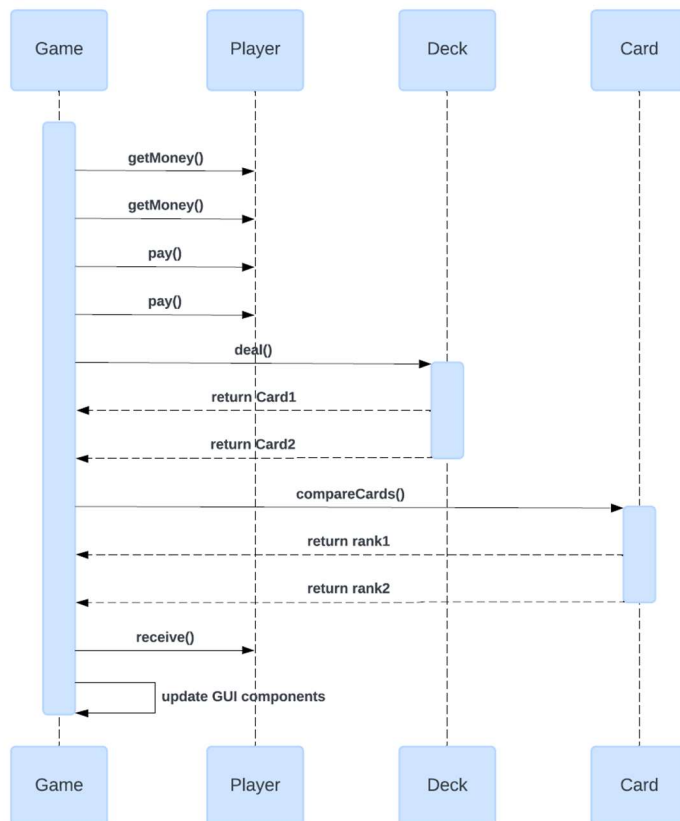 Game
Player
Deck
Card
getMoney()
getMoney()
pay()
pay()
deal()
return Card1
return Card2
compareCards()
return rank1
return rank2
receive()
update GUI components
Game
Player
Deck
Card